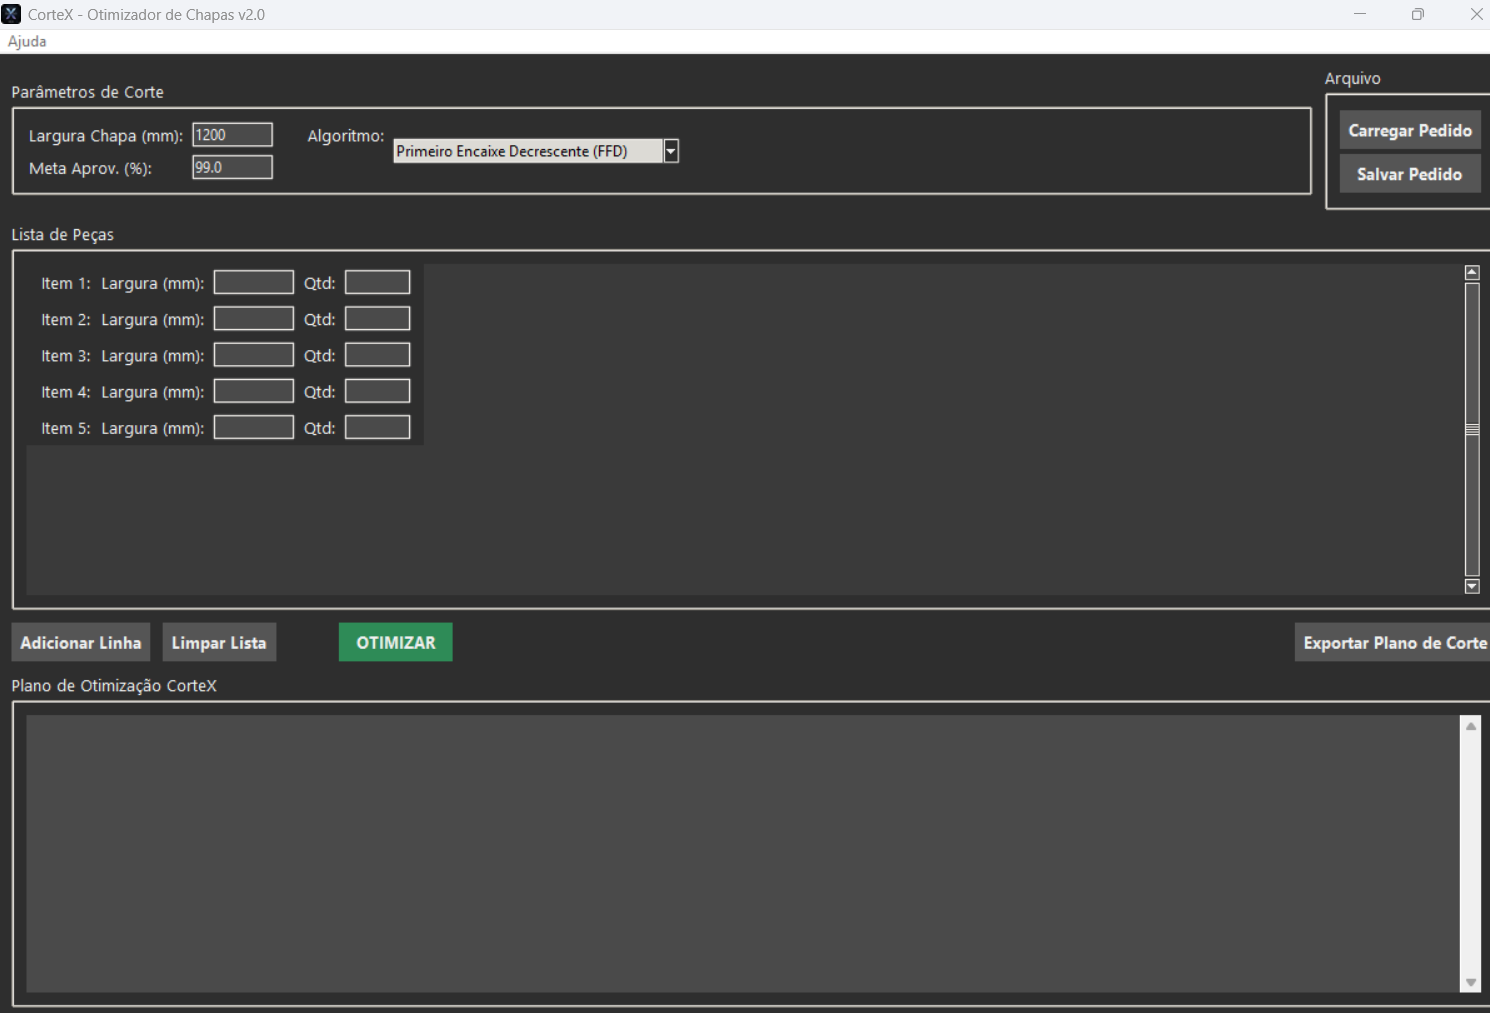 CorteX - Otimizador de Chapas v2.0
Ajuda
Parâmetros de Corte
Largura Chapa (mm): 1200
Algoritmo: Primeiro Encaixe Decrescente (FFD)
Meta Aprov. (%): 99.0
Arquivo
Carregar Pedido
Salvar Pedido
Lista de Peças
Item 1: Largura (mm): Qtd:
Item 2: Largura (mm): Qtd:
Item 3: Largura (mm): Qtd:
Item 4: Largura (mm): Qtd:
Item 5: Largura (mm): Qtd:
Adicionar Linha Limpar Lista OTIMIZAR Exportar Plano de Corte
Plano de Otimização CorteX